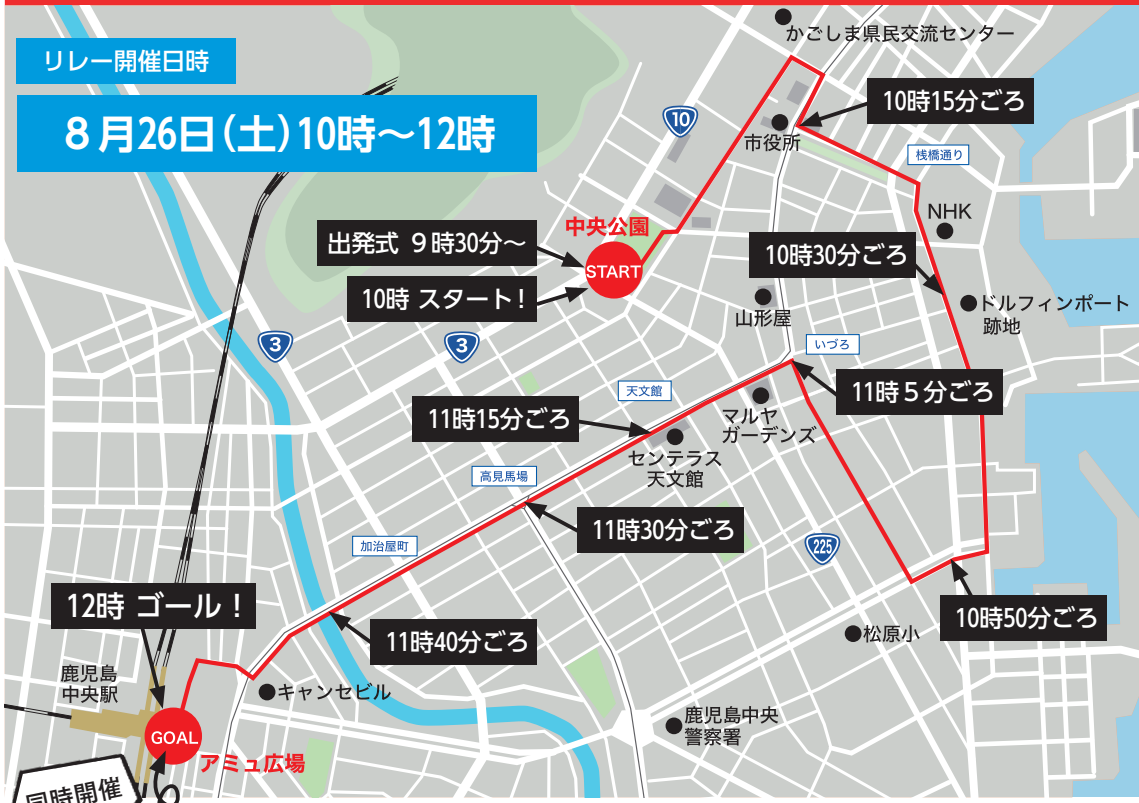 リレー開催日時
8月26日(土)10時〜12時
かごしま県民交流センター
10
10時15分ごろ
市役所
桟橋通り
中央公園
NHK
出発式 9時30分〜
START
10時30分ごろ
10時 スタート!
ドルフィンポート
跡地
山形屋
3
3
いづろ
天文館
11時5分ごろ
11時15分ごろ
マルヤ
ガーデンズ
センテラス
天文館
高見馬場
11時30分ごろ
225
加治屋町
12時 ゴール!
10時50分ごろ
11時40分ごろ
松原小
鹿児島
中央駅
キャンセビル
鹿児島中央
警察署
GOAL
アミュ広場
同時開催